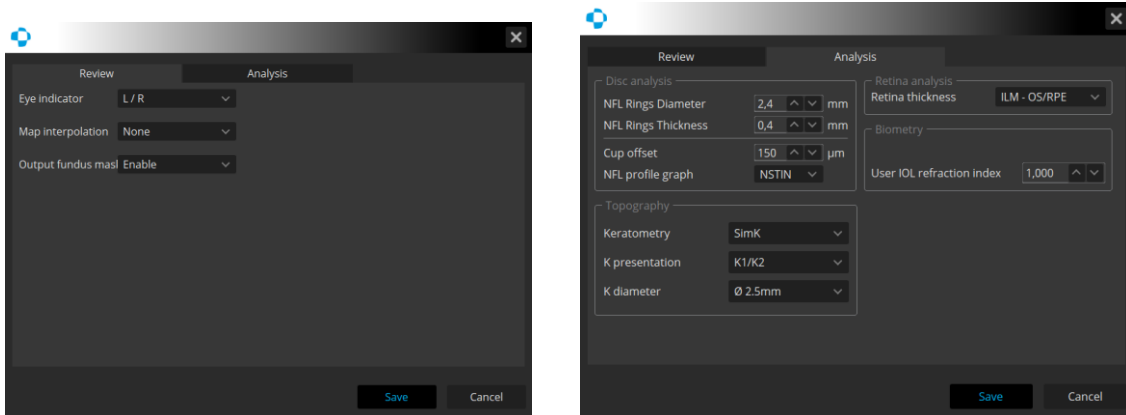 Review Analysis
Eye indicator L / R
Map interpolation None
Output fundus mas Enable
Save Cancel
Review Analysis
Disc analysis
NFL Rings Diameter 2,4 mm
NFL Rings Thickness 0,4 mm
Cup offset 150 µm
NFL profile graph NSTIN
Retina analysis
Retina thickness ILM - OS/RPE
Biometry
User IOL refraction index 1,000
Topography
Keratometry SimK
K presentation K1/K2
K diameter Ø 2.5mm
Save Cancel